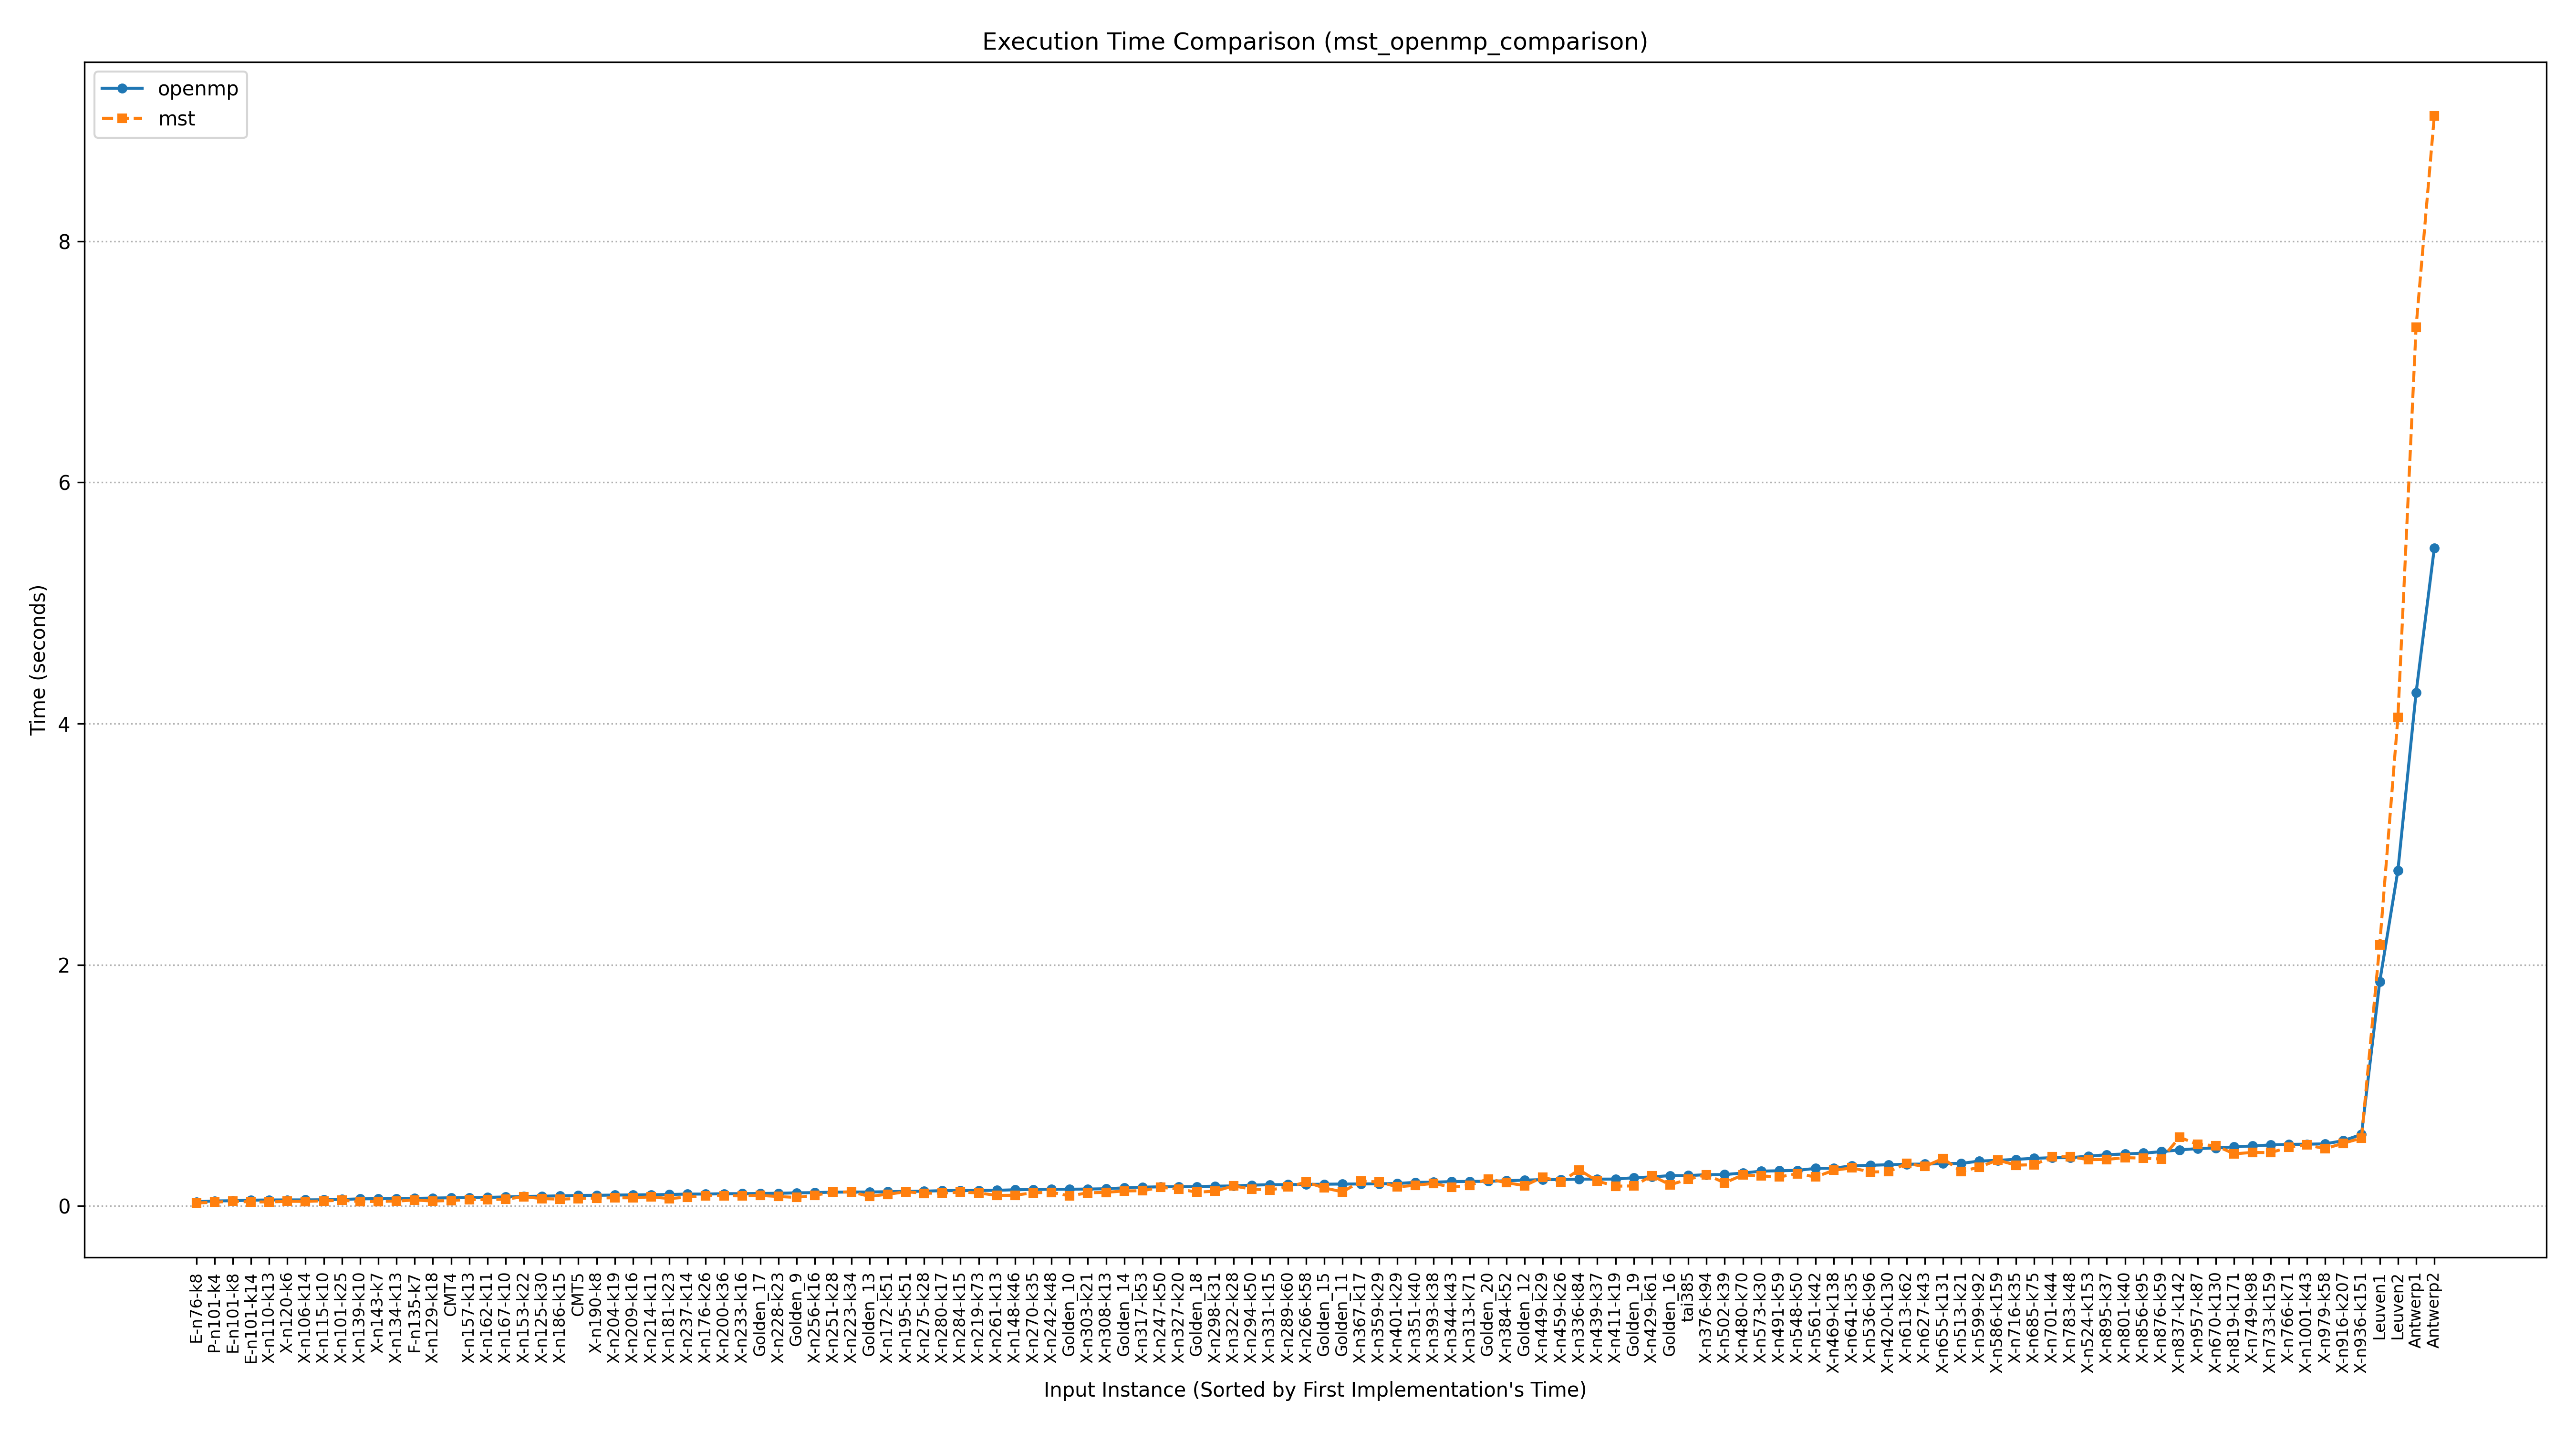 Execution Time Comparison (mst_openmp_comparison)
openmp
mst
Time (seconds)
8
6
4
2
0
E-n76-k8
P-n101-k4
E-n101-k8
E-n101-k14
X-n110-k13
X-n120-k6
X-n106-k14
X-n115-k10
X-n101-k25
X-n139-k10
X-n143-k7
X-n134-k13
F-n135-k7
X-n129-k18
CMT4
X-n157-k13
X-n162-k11
X-n167-k10
X-n153-k22
X-n125-k30
X-n186-k15
CMT5
X-n190-k8
X-n204-k19
X-n209-k16
X-n214-k11
X-n181-k23
X-n237-k14
X-n176-k26
X-n200-k36
X-n233-k16
Golden_17
X-n228-k23
Golden_9
X-n256-k16
X-n251-k28
X-n223-k34
Golden_13
X-n172-k51
X-n195-k51
X-n275-k28
X-n280-k17
X-n284-k15
X-n219-k73
X-n261-k13
X-n148-k46
X-n270-k35
X-n242-k48
Golden_10
X-n303-k21
X-n308-k13
Golden_14
X-n317-k53
X-n247-k50
X-n327-k20
Golden_18
X-n298-k31
X-n322-k28
X-n294-k50
X-n331-k15
X-n289-k60
X-n266-k58
Golden_15
Golden_11
X-n367-k17
X-n359-k29
X-n401-k29
X-n351-k40
X-n393-k38
X-n344-k43
X-n313-k71
Golden_20
X-n384-k52
Golden_12
X-n449-k29
X-n459-k26
X-n336-k84
X-n439-k37
X-n411-k19
Golden_19
X-n429-k61
Golden_16
tai385
X-n376-k94
X-n502-k39
X-n480-k70
X-n573-k30
X-n491-k59
X-n548-k50
X-n561-k42
X-n469-k138
X-n641-k35
X-n536-k96
X-n420-k130
X-n613-k62
X-n627-k43
X-n655-k131
X-n513-k21
X-n599-k92
X-n586-k159
X-n716-k35
X-n685-k75
X-n701-k44
X-n783-k48
X-n524-k153
X-n895-k37
X-n801-k40
X-n856-k95
X-n876-k59
X-n837-k142
X-n957-k87
X-n670-k130
X-n819-k171
X-n749-k98
X-n733-k159
X-n766-k71
X-n1001-k43
X-n979-k58
X-n916-k207
X-n936-k151
Leuven1
Leuven2
Antwerp1
Antwerp2
Input Instance (Sorted by First Implementation's Time)